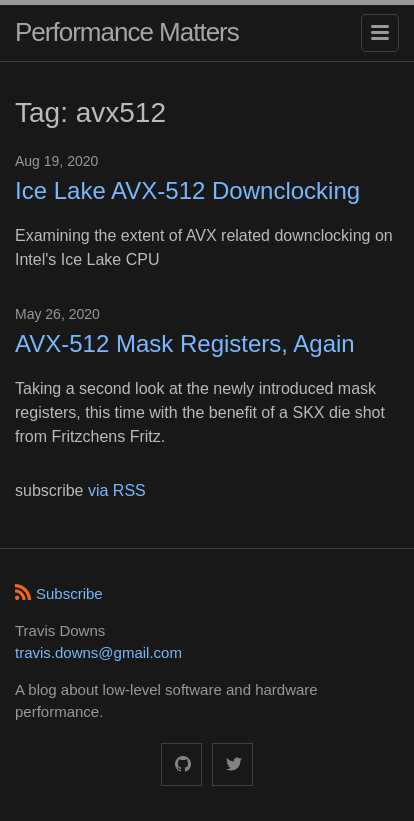 Performance Matters
Tag: avx512
Aug 19, 2020
Ice Lake AVX-512 Downclocking
Examining the extent of AVX related downclocking on
Intel's Ice Lake CPU
May 26, 2020
AVX-512 Mask Registers, Again
Taking a second look at the newly introduced mask
registers, this time with the benefit of a SKX die shot
from Fritzchens Fritz.
subscribe via RSS
Subscribe
Travis Downs
travis.downs@gmail.com
A blog about low-level software and hardware
performance.